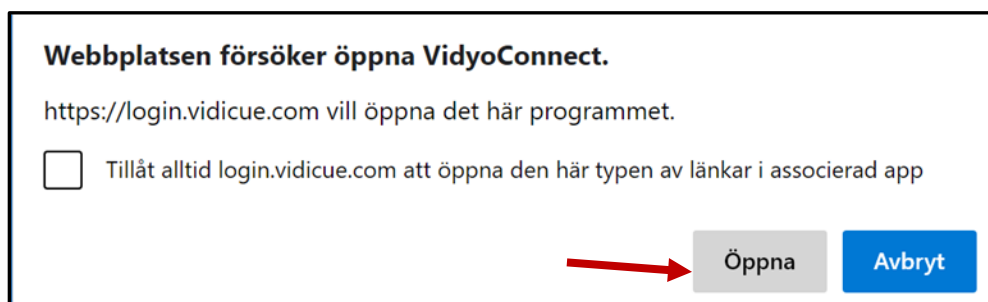 Webbplatsen försöker öppna VidyoConnect.
https://login.vidicue.com vill öppna det här programmet.
Tillåt alltid login.vidicue.com att öppna den här typen av länkar i associerad app
Öppna Avbryt